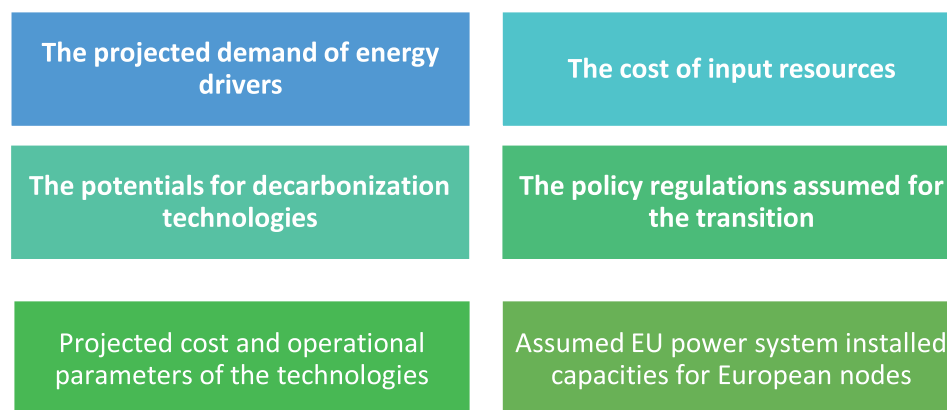 The projected demand of energy
drivers
The cost of input resources
The potentials for decarbonization
technologies
The policy regulations assumed for
the transition
Projected cost and operational
parameters of the technologies
Assumed EU power system installed
capacities for European nodes